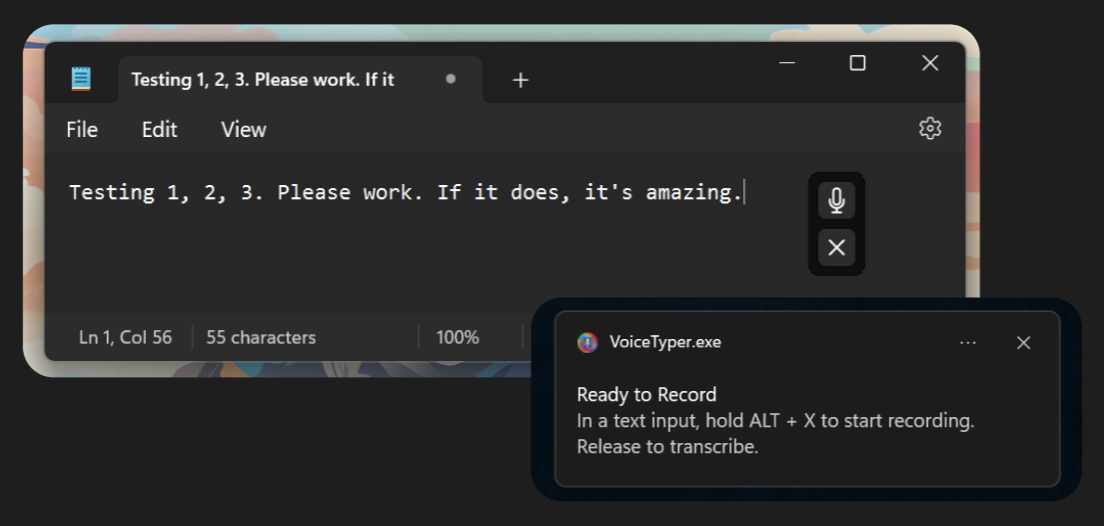 Testing 1, 2, 3. Please work. If it
File Edit View
Testing 1, 2, 3. Please work. If it does, it's amazing.
Ln 1, Col 56 55 characters 100%
VoiceTyper.exe
Ready to Record
In a text input, hold ALT + X to start recording.
Release to transcribe.